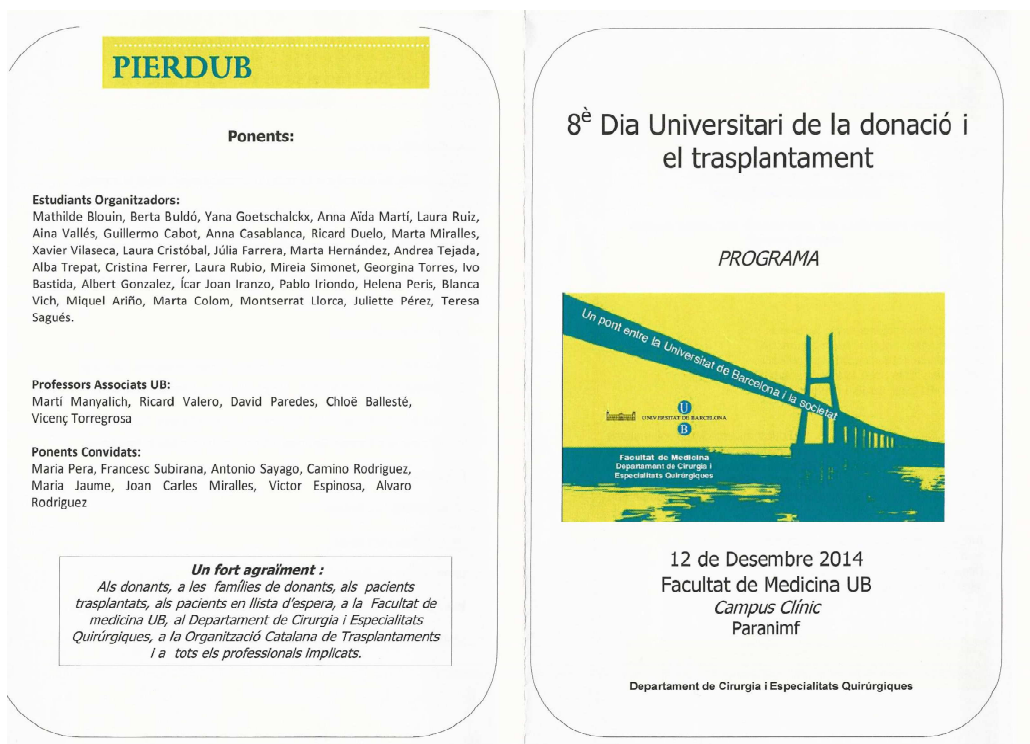 PIERDUB
Ponents:
Estudiants Organitzadors:
Mathilde Blouin, Berta Buldó, Yana Goetschalckx, Anna Aïda Martí, Laura Ruiz,
Aina Vallés, Guillermo Cabot, Anna Casablanca, Ricard Duelo, Marta Miralles,
Xavier Vilaseca, Laura Cristóbal, Júlia Farrera, Marta Hernández, Andrea Tejada,
Alba Trepat, Cristina Ferrer, Laura Rubio, Mireia Simonet, Georgina Torres, Ivo
Bastida, Albert Gonzalez, Ícar Joan Iranzo, Pablo Iriondo, Helena Peris, Blanca
Vich, Miquel Ariño, Marta Colom, Montserrat Llorca, Juliette Pérez, Teresa
Sagués.
Professors Associats UB:
Martí Manyalich, Ricard Valero, David Paredes, Chloë Ballesté,
Vicenç Torregrosa
Ponents Convidats:
Maria Pera, Francesc Subirana, Antonio Sayago, Camino Rodriguez,
Maria Jaume, Joan Carles Miralles, Victor Espinosa, Alvaro
Rodriguez
Un fort agraïment :
Als donants, a les famílies de donants, als pacients
trasplantats, als pacients en llista d'espera, a la Facultat de
medicina UB, al Departament de Cirurgia i Especialitats
Quirúrgiques, a la Organització Catalana de Trasplantaments
i a tots els professionals implicats.
8è Dia Universitari de la donació i
el trasplantament
PROGRAMA
Un pont entre la Universitat de Barcelona i la societat
U
UNIVERSITAT DE BARCELONA
B
Facultat de Medicina
Departament de Cirurgia i
Especialitats Quirúrgiques
12 de Desembre 2014
Facultat de Medicina UB
Campus Clínic
Paranimf
Departament de Cirurgia i Especialitats Quirúrgiques